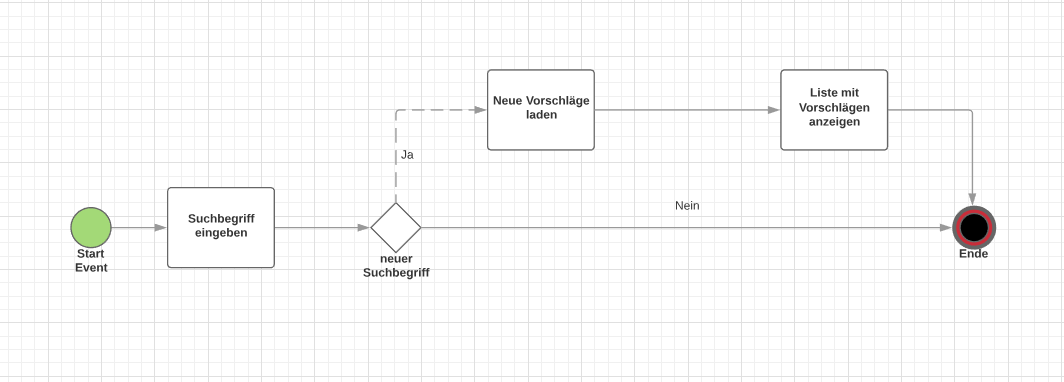 Start
Event
Suchbegriff
eingeben
neuer
Suchbegriff
Ja
Neue Vorschläge
laden
Liste mit
Vorschlägen
anzeigen
Nein
Ende